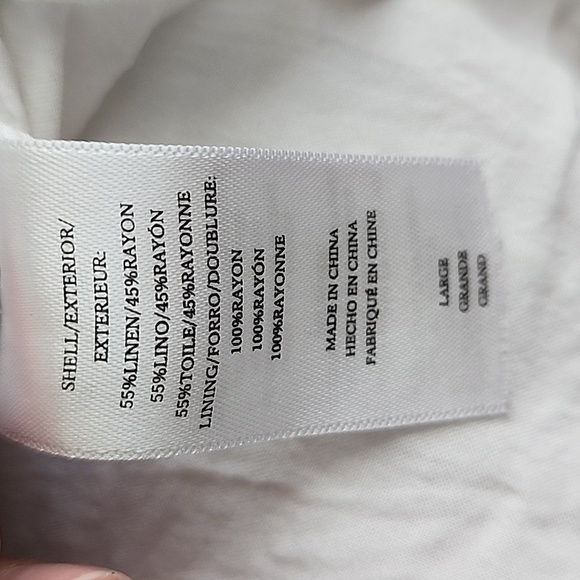 SHELL/EXTERIOR/
EXTERIEUR:
55%LINEN/45%RAYON
55%LINO/45%RAYÓN
55%TOILE/45%RAYONNE
LINING/FORRO/DOUBLURE:
100%RAYON
100%RAYÓN
100%RAYONNE
MADE IN CHINA
HECHO EN CHINA
FABRIQUÉ EN CHINE
LARGE
GRANDE
GRAND